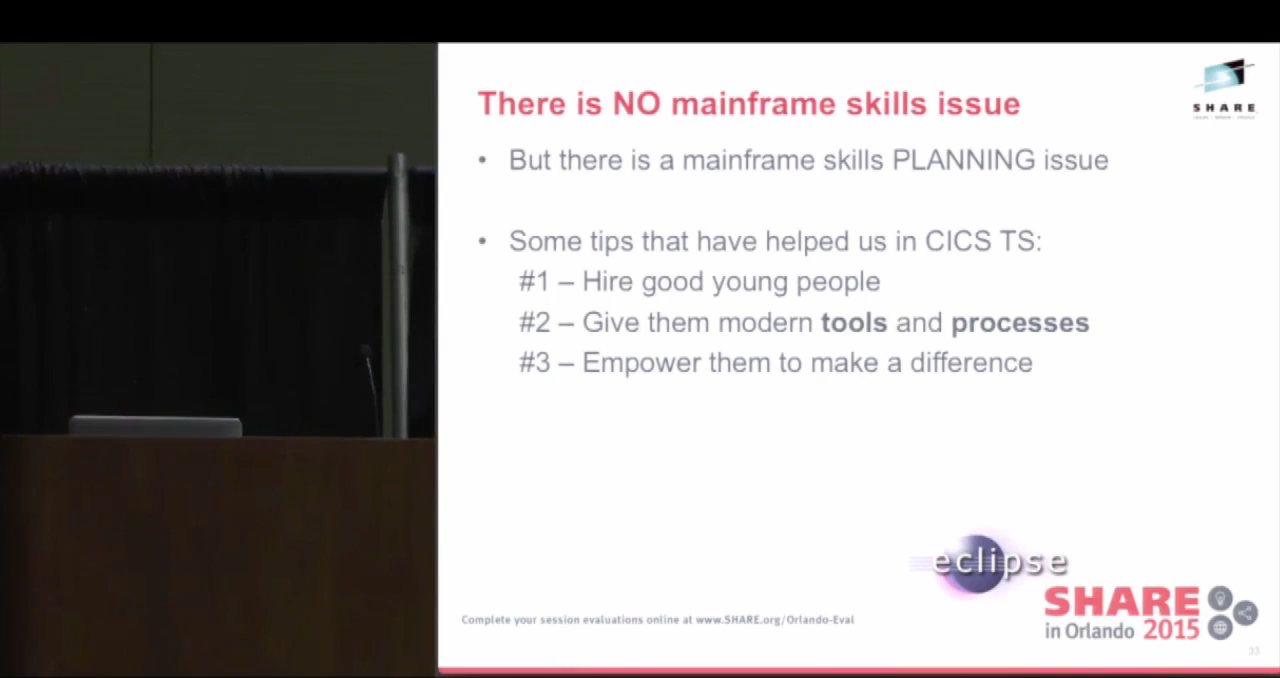 There is NO mainframe skills issue
SHARE
• But there is a mainframe skills PLANNING issue
• Some tips that have helped us in CICS TS:
#1 – Hire good young people
#2 – Give them modern tools and processes
#3 – Empower them to make a difference
eclipse
Complete your session evaluations online at www.SHARE.org/Orlando-Eval
SHARE
in Orlando 2015
33